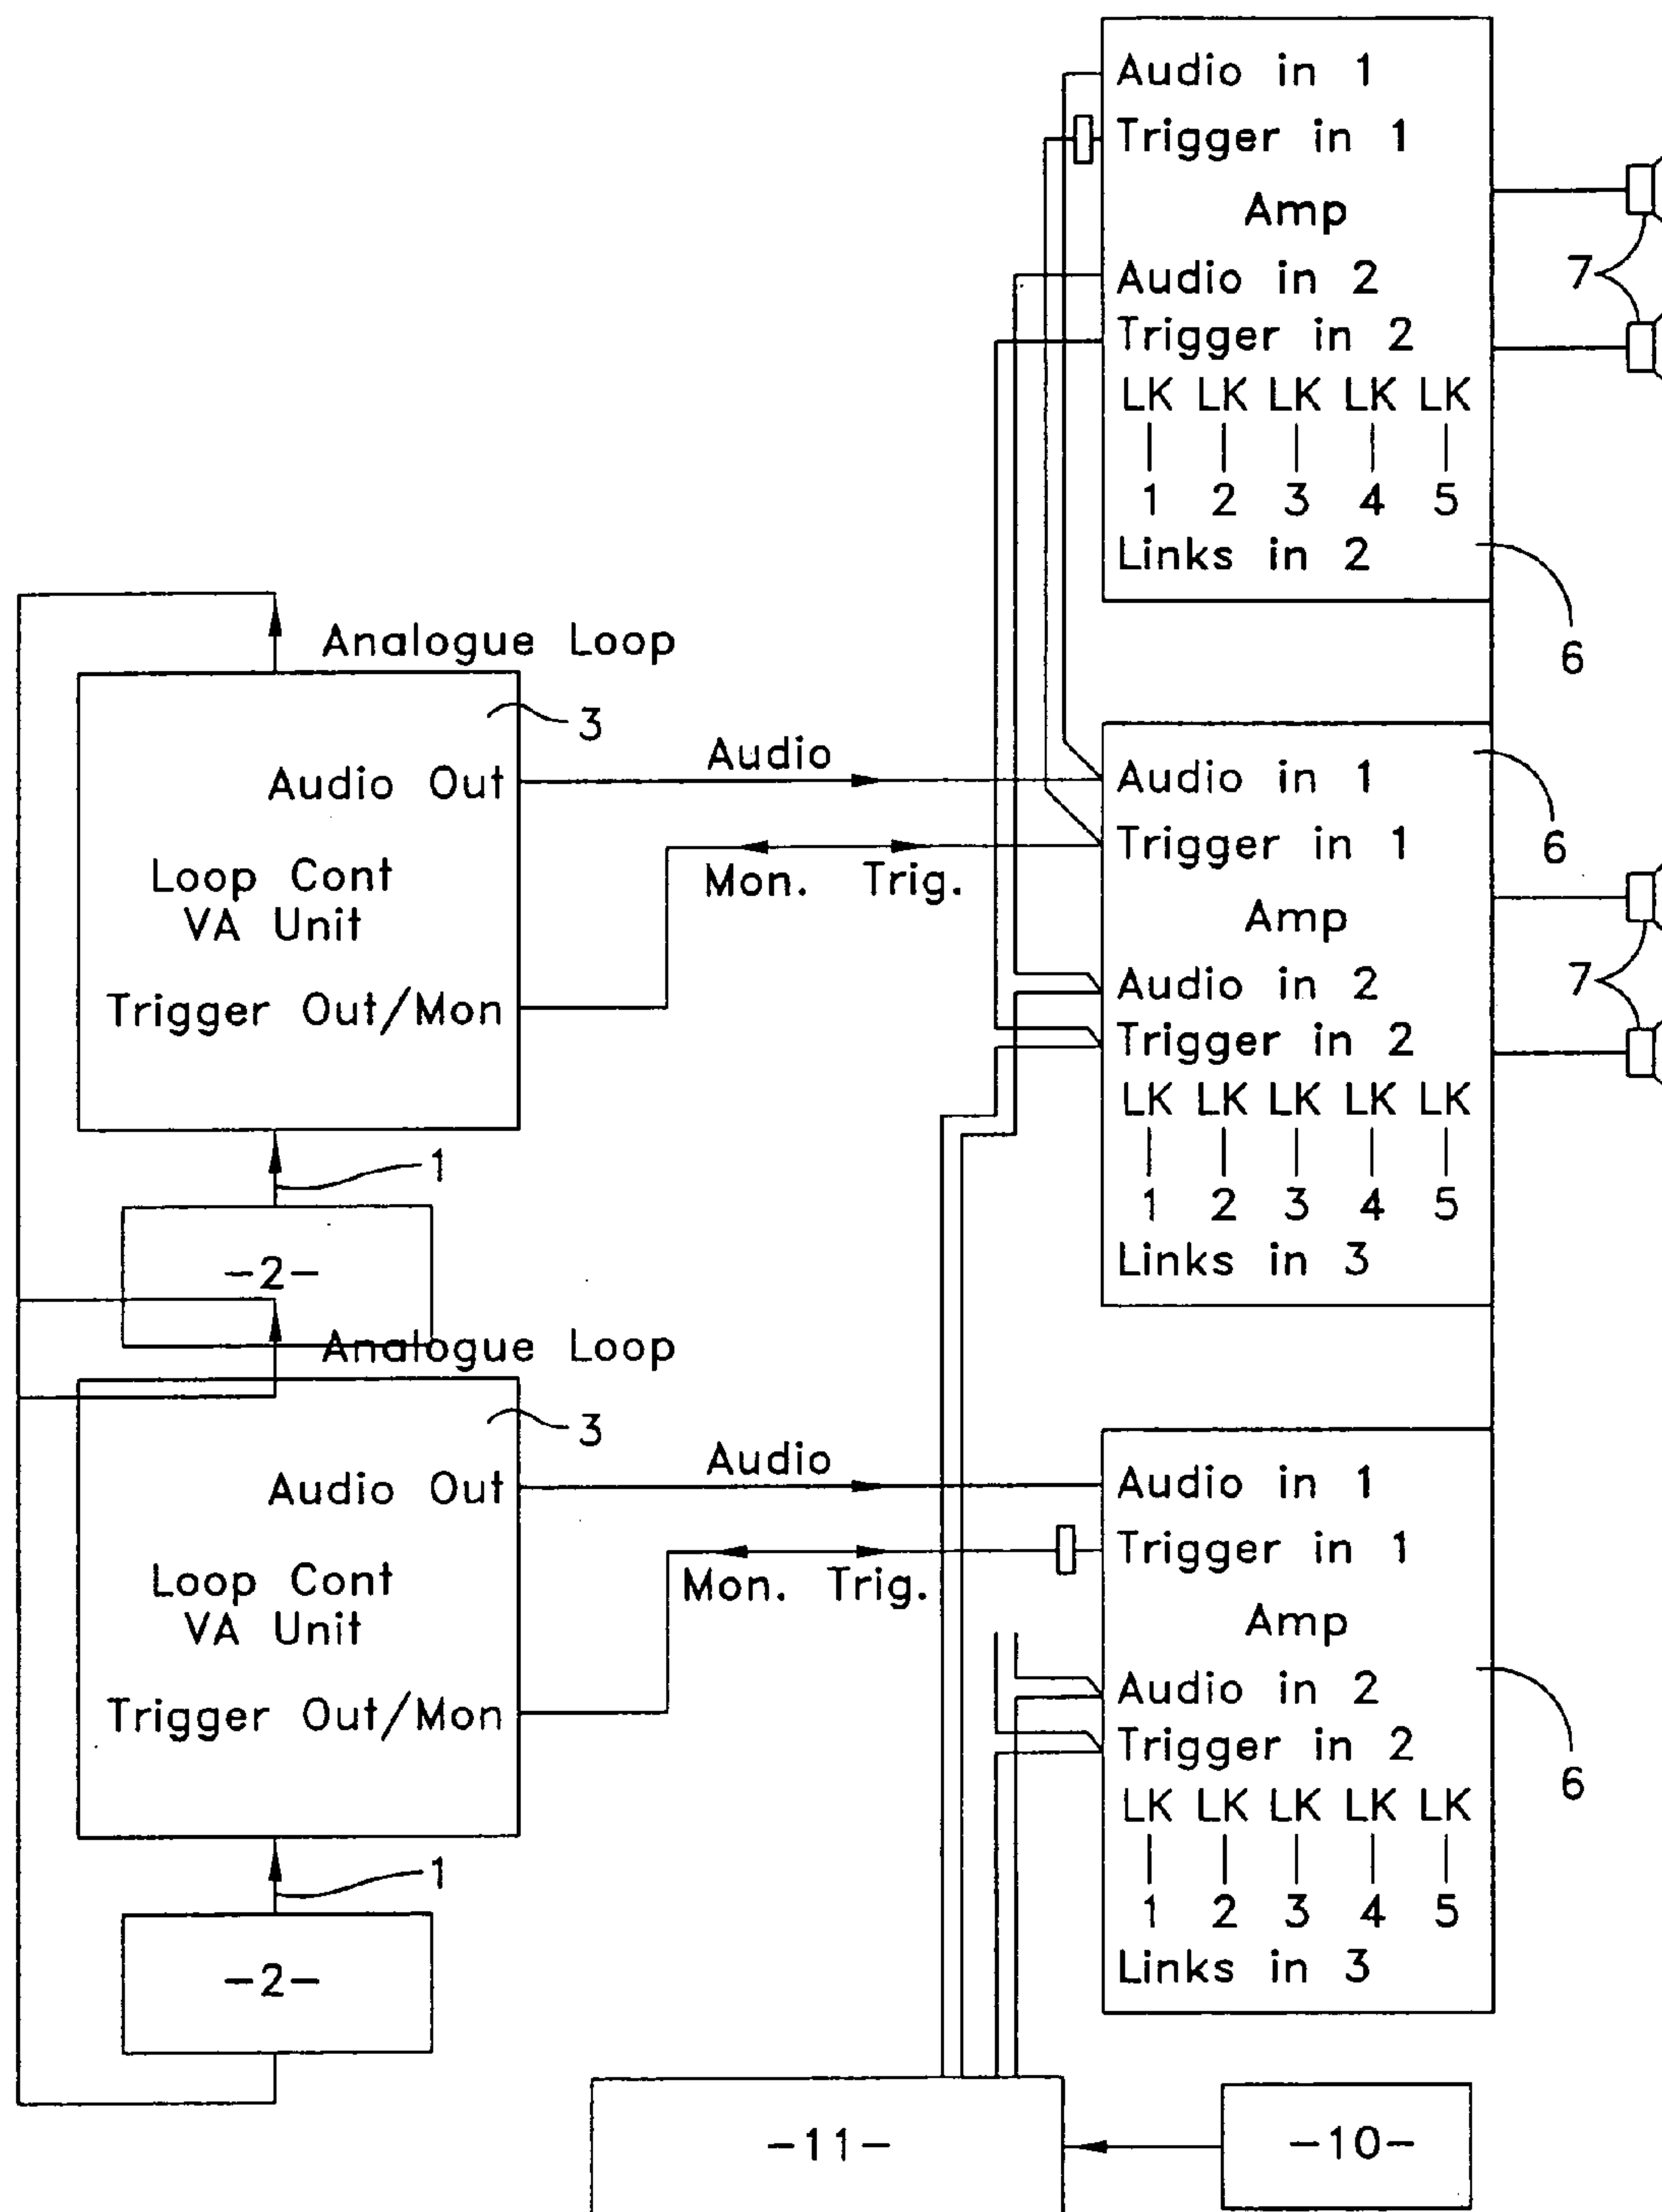 Audio in 1
Trigger in 1
Amp
Audio in 2
Trigger in 2
LK LK LK LK LK
1 2 3 4 5
Links in 2
7
6
Analogue Loop
3
Audio Out
Loop Cont
VA Unit
Trigger Out/Mon
Audio
Mon. Trig.
Audio in 1
Trigger in 1
Amp
Audio in 2
Trigger in 2
LK LK LK LK LK
1 2 3 4 5
Links in 3
6
7
1
-2-
Analogue Loop
3
Audio Out
Loop Cont
VA Unit
Trigger Out/Mon
Audio
Mon. Trig.
Audio in 1
Trigger in 1
Amp
Audio in 2
Trigger in 2
LK LK LK LK LK
1 2 3 4 5
Links in 3
6
1
-2-
-11-
-10-